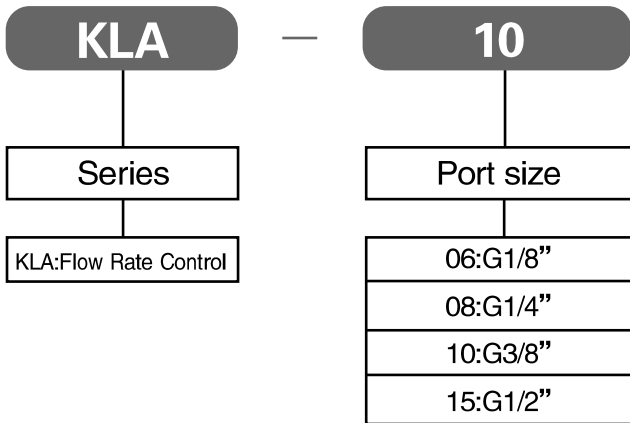 KLA — 10
Series
Port size
KLA:Flow Rate Control
06:G1/8”
08:G1/4”
10:G3/8”
15:G1/2”